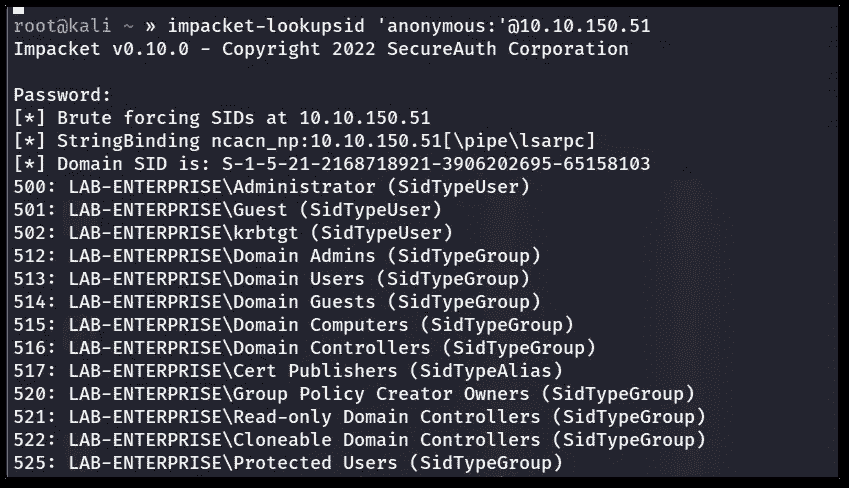 root@kali ~ » impacket-lookupsid 'anonymous:'@10.10.150.51
Impacket v0.10.0 - Copyright 2022 SecureAuth Corporation
Password:
[*] Brute forcing SIDs at 10.10.150.51
[*] StringBinding ncacn_np:10.10.150.51[\pipe\lsarpc]
[*] Domain SID is: S-1-5-21-2168718921-3906202695-65158103
500: LAB-ENTERPRISE\Administrator (SidTypeUser)
501: LAB-ENTERPRISE\Guest (SidTypeUser)
502: LAB-ENTERPRISE\krbtgt (SidTypeUser)
512: LAB-ENTERPRISE\Domain Admins (SidTypeGroup)
513: LAB-ENTERPRISE\Domain Users (SidTypeGroup)
514: LAB-ENTERPRISE\Domain Guests (SidTypeGroup)
515: LAB-ENTERPRISE\Domain Computers (SidTypeGroup)
516: LAB-ENTERPRISE\Domain Controllers (SidTypeGroup)
517: LAB-ENTERPRISE\Cert Publishers (SidTypeAlias)
520: LAB-ENTERPRISE\Group Policy Creator Owners (SidTypeGroup)
521: LAB-ENTERPRISE\Read-only Domain Controllers (SidTypeGroup)
522: LAB-ENTERPRISE\Cloneable Domain Controllers (SidTypeGroup)
525: LAB-ENTERPRISE\Protected Users (SidTypeGroup)